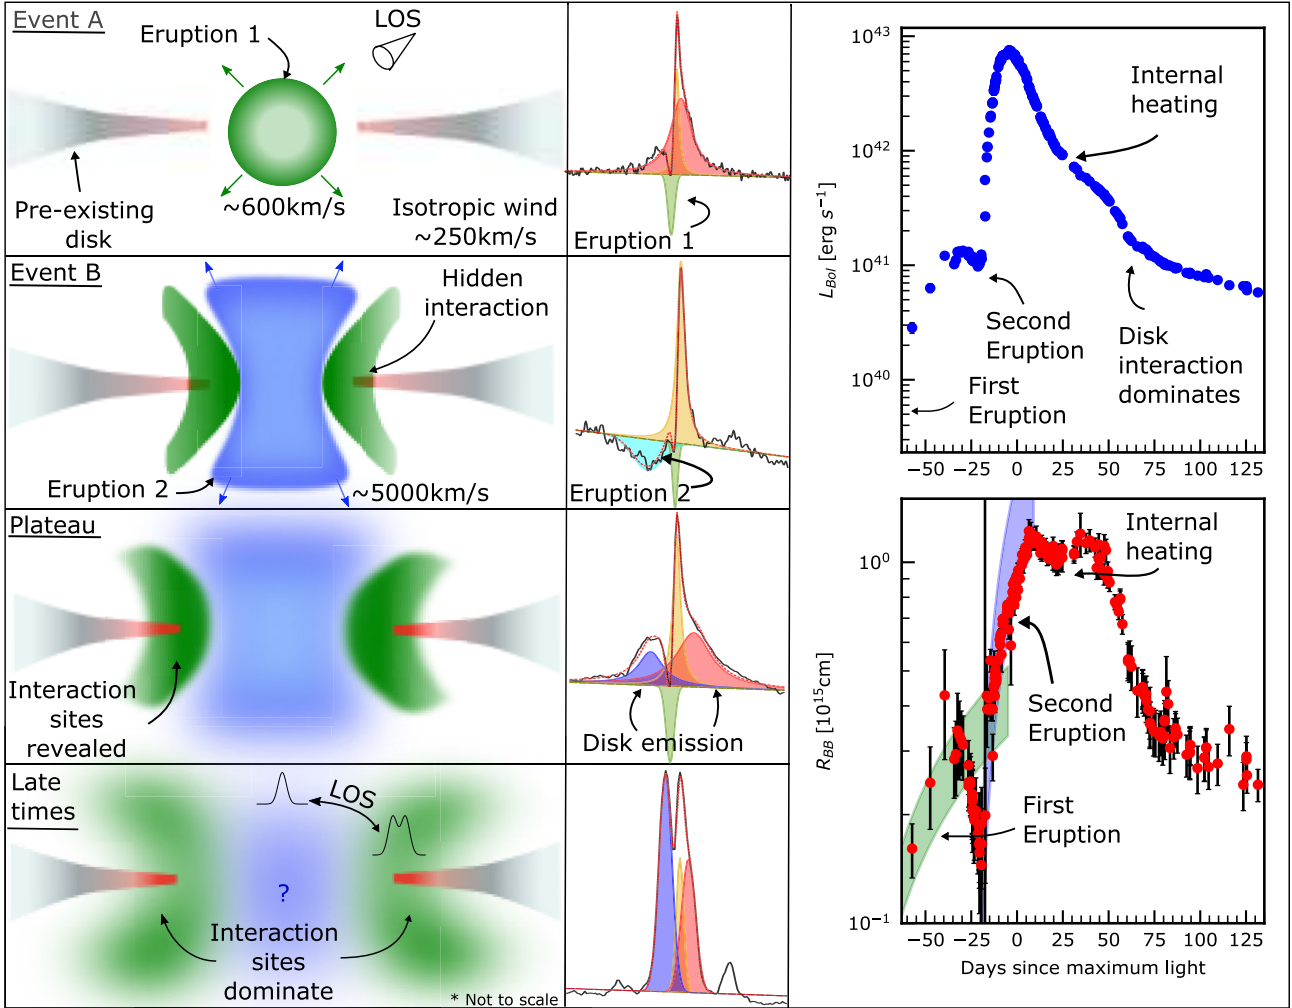 Event A
Eruption 1
LOS
~600km/s
Pre-existing
disk
Isotropic wind
~250km/s
Eruption 1
Event B
Hidden
interaction
Eruption 2
~5000km/s
Eruption 2
Plateau
Interaction
sites
revealed
Disk emission
Late
times
LOS
?
Interaction
sites
dominate
* Not to scale
10^43
10^42
10^41
10^40
L_Bol [erg s^−1]
Internal
heating
Second
Eruption
Disk
interaction
dominates
First
Eruption
−50 −25 0 25 50 75 100 125
10^0
10^−1
R_BB [10^15cm]
Internal
heating
Second
Eruption
First
Eruption
−50 −25 0 25 50 75 100 125
Days since maximum light